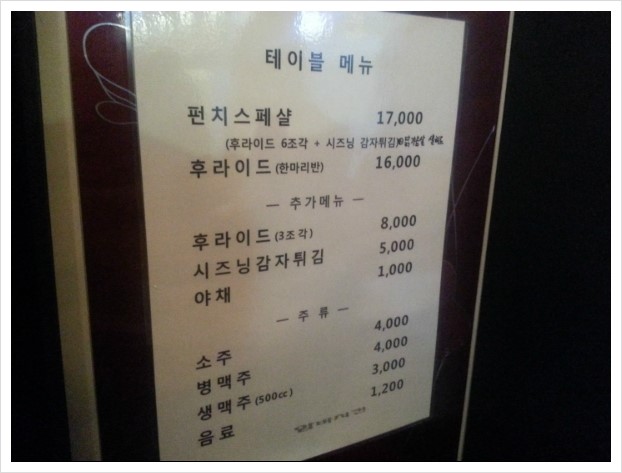 테이블 메뉴
펀치스페샬 17,000
(후라이드 6조각 + 시즈닝 감자튀김
후라이드 (한마리반) 16,000
— 추가메뉴 —
후라이드 (3조각) 8,000
시즈닝감자튀김 5,000
야채 1,000
— 주 류 —
소주 4,000
병맥주 4,000
생맥주 (500cc) 3,000
음료 1,200